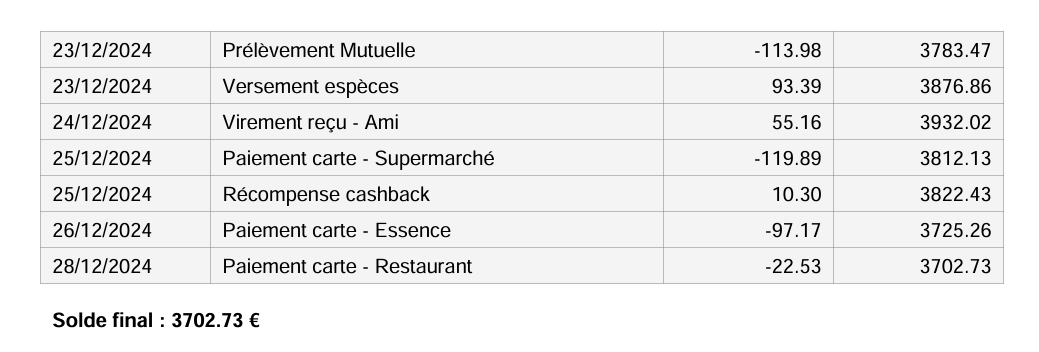 23/12/2024 Prélèvement Mutuelle -113.98 3783.47
23/12/2024 Versement espèces 93.39 3876.86
24/12/2024 Virement reçu - Ami 55.16 3932.02
25/12/2024 Paiement carte - Supermarché -119.89 3812.13
25/12/2024 Récompense cashback 10.30 3822.43
26/12/2024 Paiement carte - Essence -97.17 3725.26
28/12/2024 Paiement carte - Restaurant -22.53 3702.73
Solde final : 3702.73 €